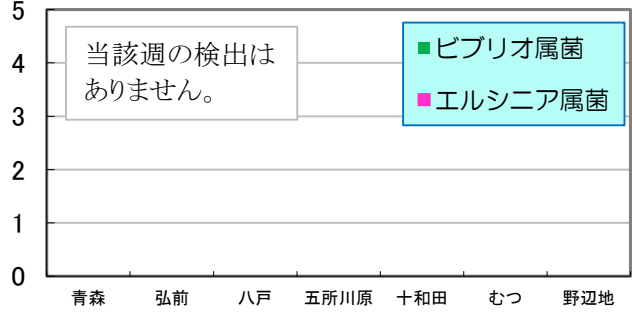 5
4
3
2
1
0
当該週の検出は
ありません。
■ビブリオ属菌
■エルシニア属菌
青森 弘前 八戸 五所川原 十和田 むつ 野辺地